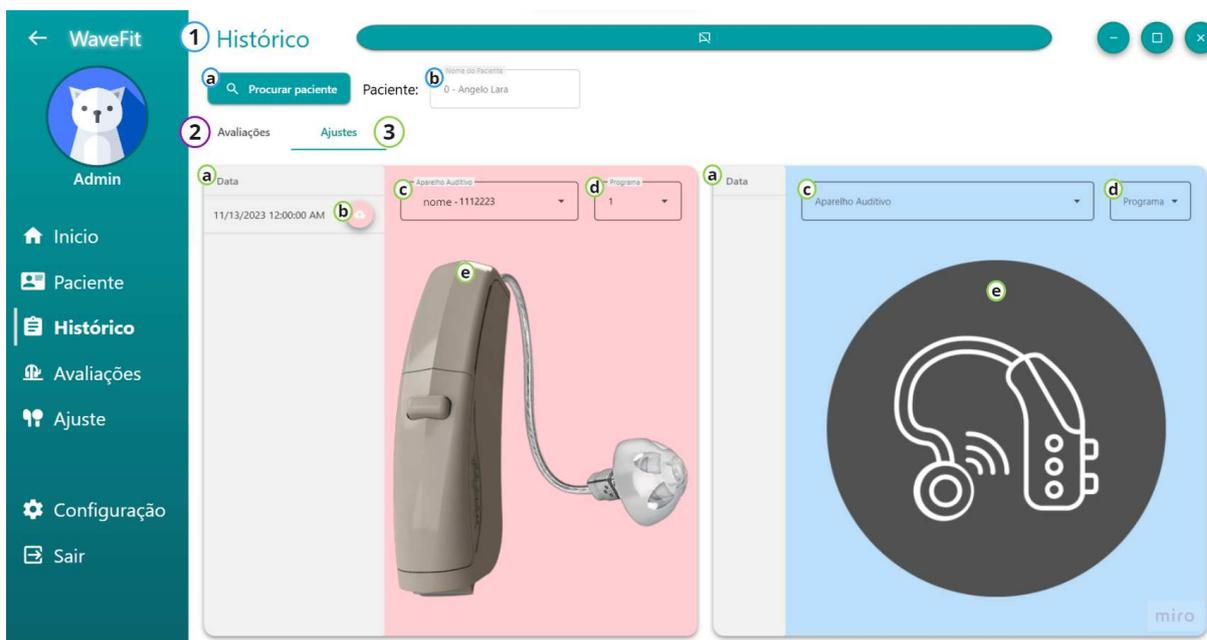 WaveFit
Admin
Inicio
Paciente
Histórico
Avaliações
Ajuste
Configuração
Sair
1 Histórico
a Procurar paciente Paciente: b Nome do Paciente
0 - Angelo Lara
2 Avaliações Ajustes 3
a Data
11/13/2023 12:00:00 AM b
c Aparelho Auditivo
nome - 1112223
d Programa
1
e
a Data
c Aparelho Auditivo
d Programa
e
miro